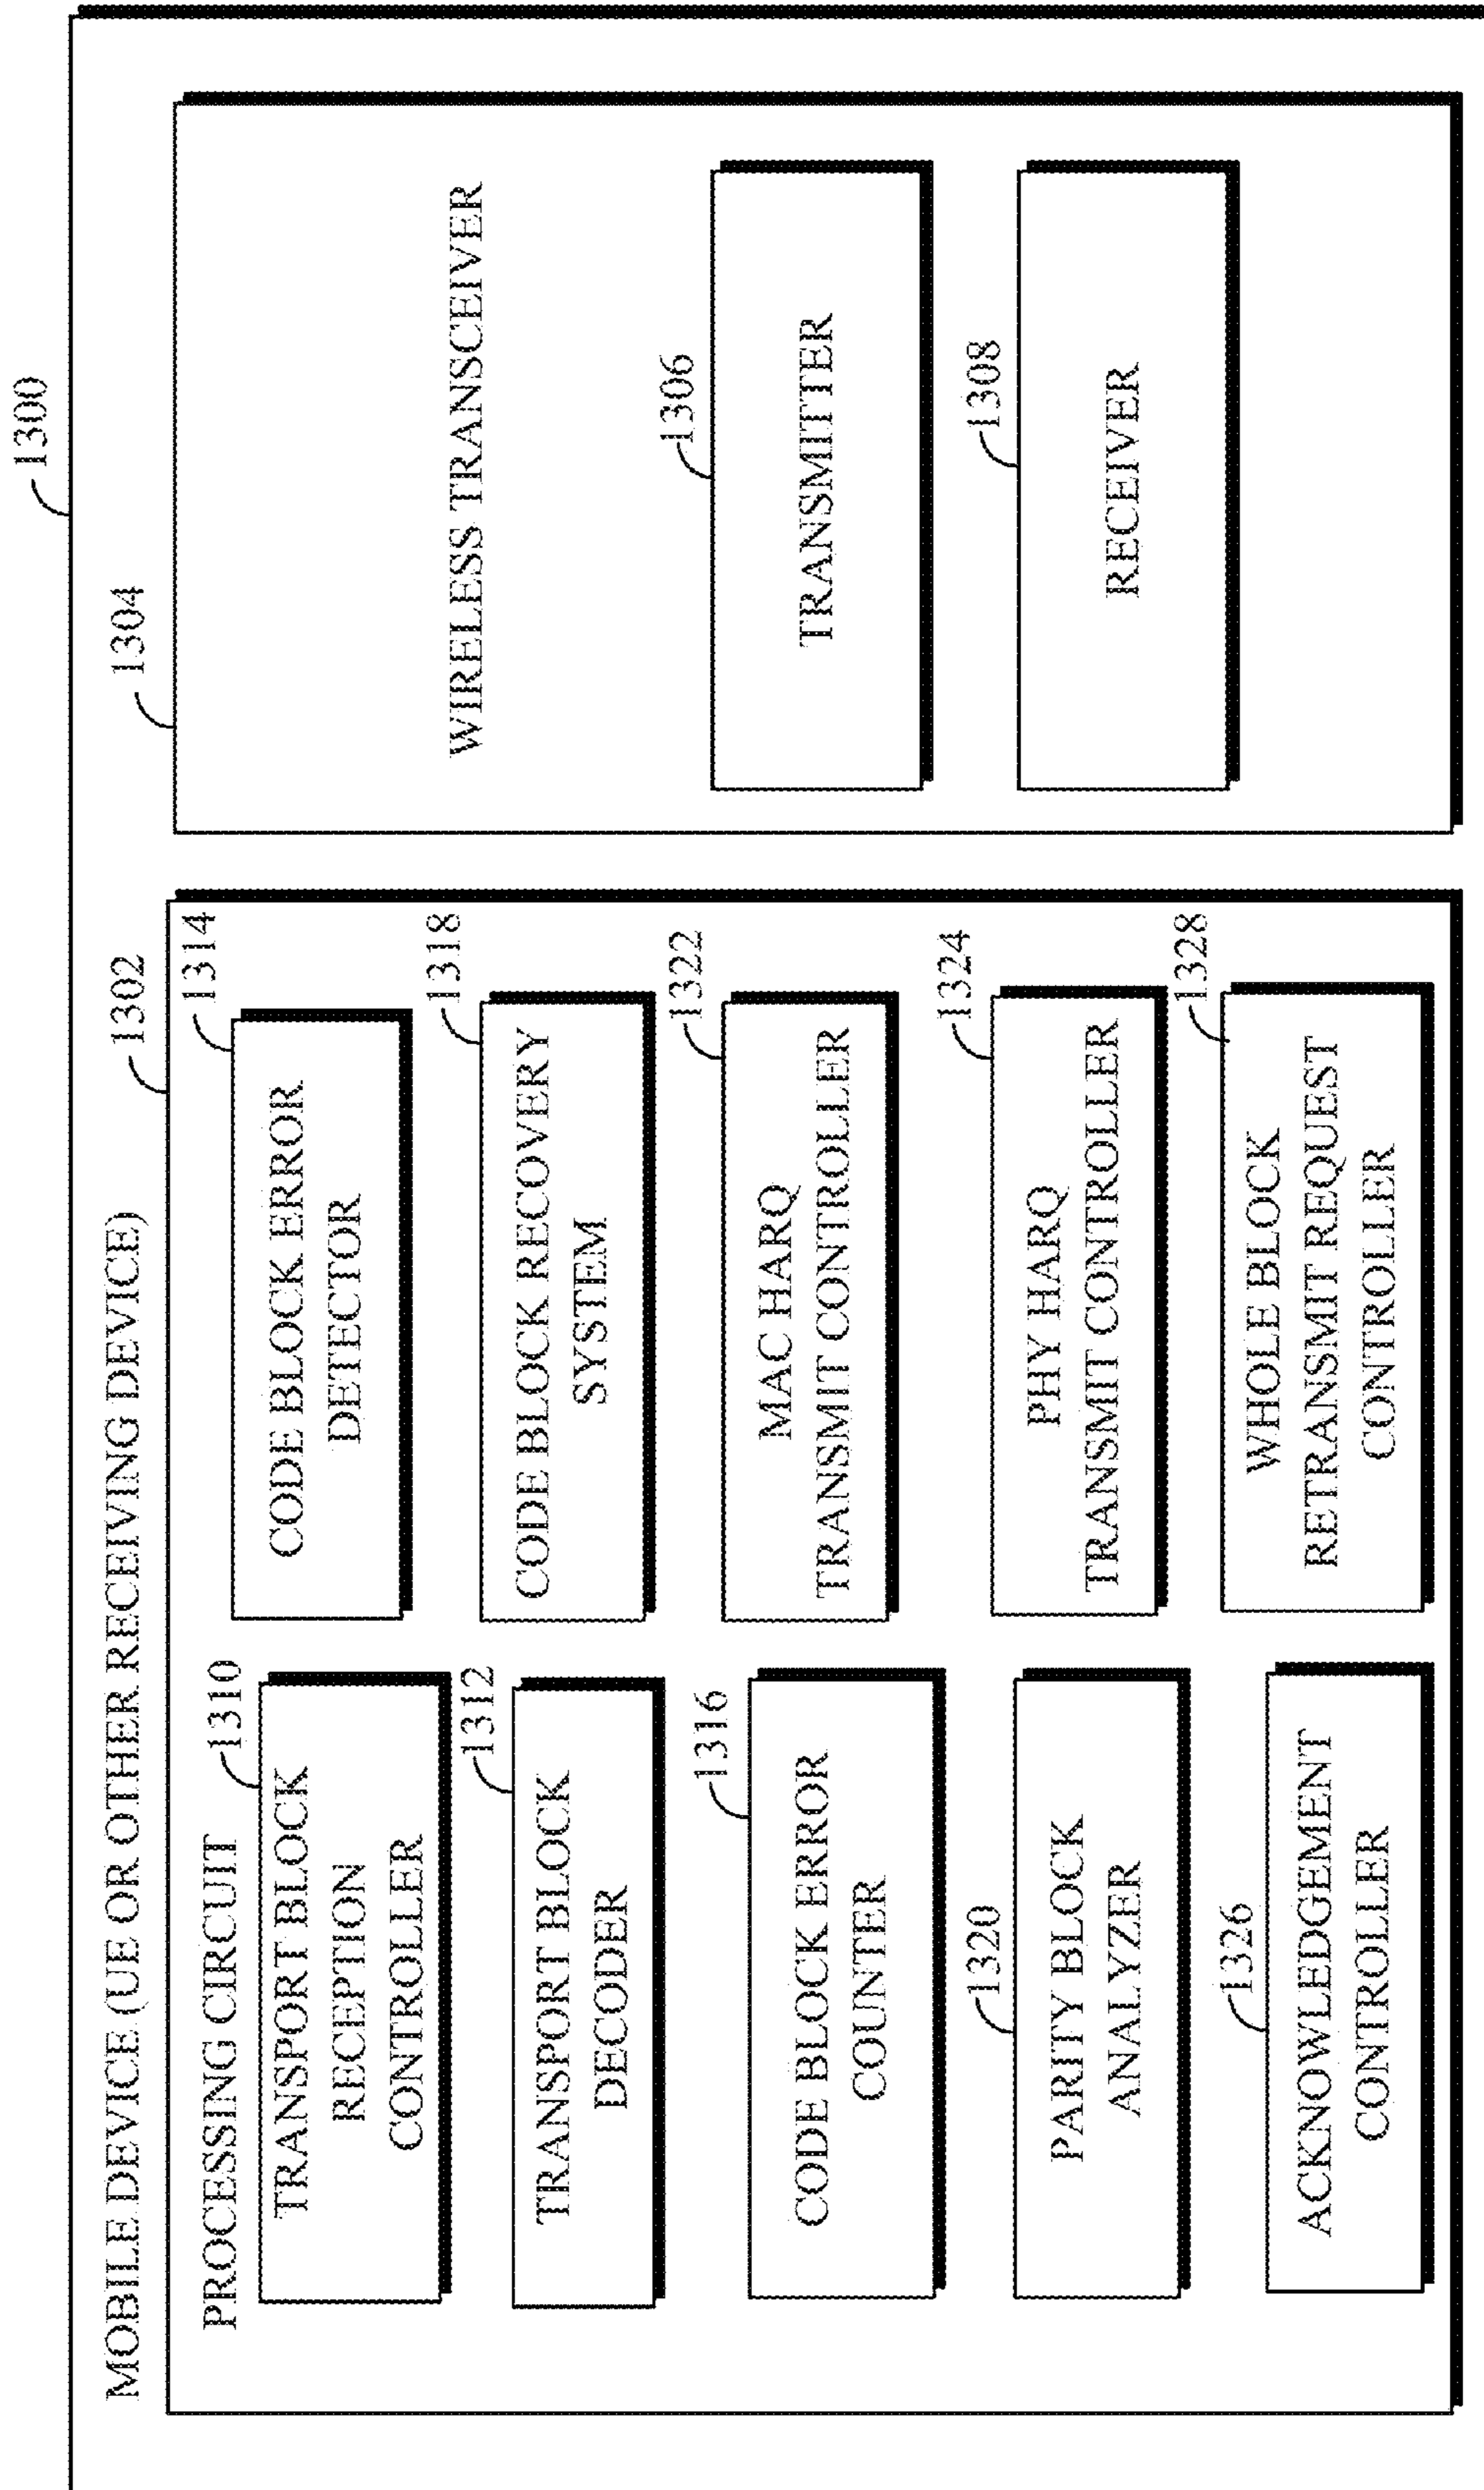 1300
MOBILE DEVICE (UE OR OTHER RECEIVING DEVICE)
1302
PROCESSING CIRCUIT
1310
TRANSPORT BLOCK
RECEPTION
CONTROLLER
1314
CODE BLOCK ERROR
DETECTOR
1312
TRANSPORT BLOCK
DECODER
1318
CODE BLOCK RECOVERY
SYSTEM
1316
CODE BLOCK ERROR
COUNTER
1322
MAC HARQ
TRANSMIT CONTROLLER
1320
PARITY BLOCK
ANALYZER
1324
PHY HARQ
TRANSMIT CONTROLLER
1326
ACKNOWLEDGEMENT
CONTROLLER
1328
WHOLE BLOCK
RETRANSMIT REQUEST
CONTROLLER
1304
WIRELESS TRANSCEIVER
1306
TRANSMITTER
1308
RECEIVER